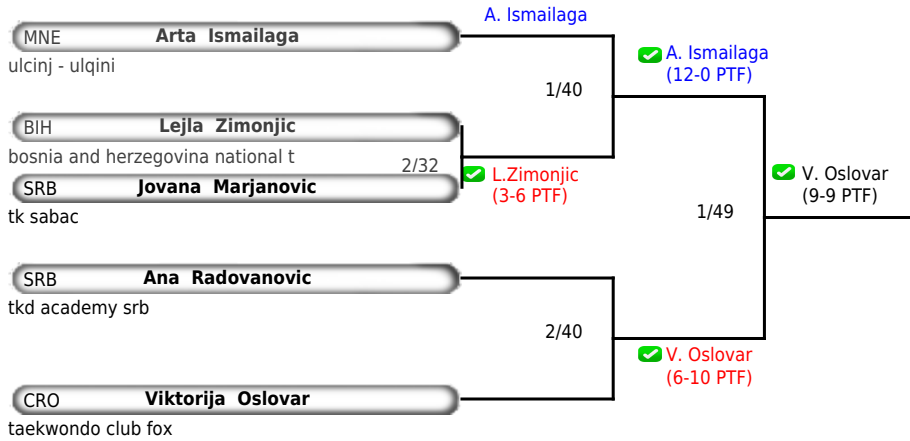 A. Ismailaga
MNE Arta Ismailaga
ulcinj - ulqini
A. Ismailaga
(12-0 PTF)
1/40
BIH Lejla Zimonjic
bosnia and herzegovina national t
2/32
L.Zimonjic
(3-6 PTF)
SRB Jovana Marjanovic
tk sabac
V. Oslovar
(9-9 PTF)
1/49
SRB Ana Radovanovic
tkd academy srb
2/40
V. Oslovar
(6-10 PTF)
CRO Viktorija Oslovar
taekwondo club fox